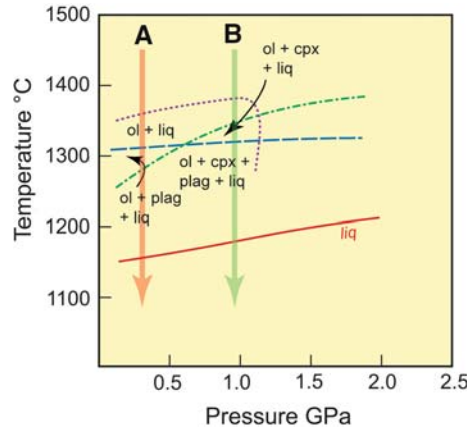 1500
A
B
ol + cpx
+ liq
1400
ol + liq
1300
ol + cpx +
plag + liq
ol + plag
+ liq
1200
liq
1100
Temperature °C
0.5
1.0
1.5
2.0
2.5
Pressure GPa